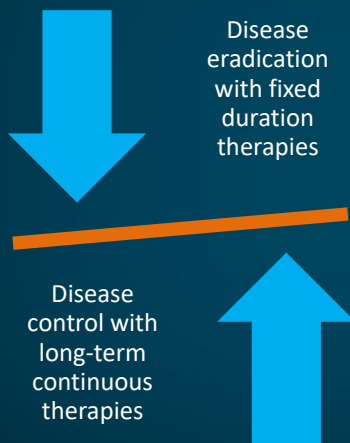 Disease
eradication
with fixed
duration
therapies
Disease
control with
long-term
continuous
therapies